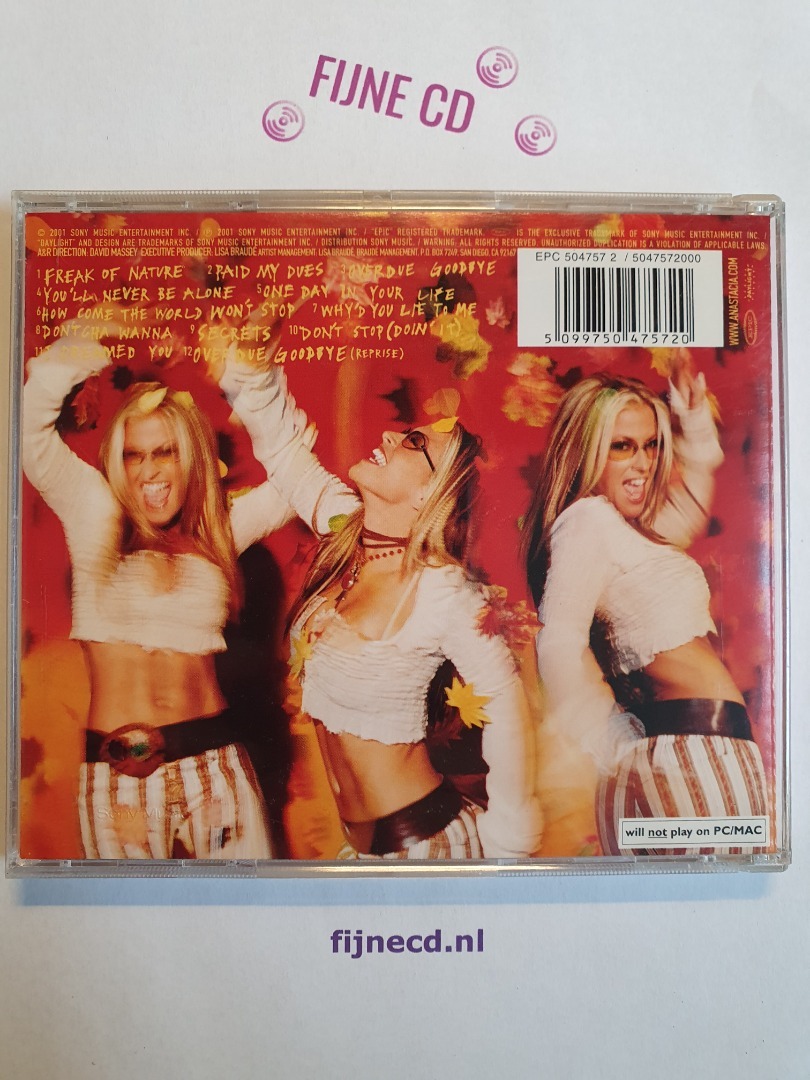 FIJNE CD
© 2001 SONY MUSIC ENTERTAINMENT INC. / ℗ 2001 SONY MUSIC ENTERTAINMENT INC. / "EPIC" REGISTERED TRADEMARK. IS THE EXCLUSIVE TRADEMARK OF SONY MUSIC ENTERTAINMENT INC. /
"DAYLIGHT" AND DESIGN ARE TRADEMARKS OF SONY MUSIC ENTERTAINMENT INC. / DISTRIBUTION SONY MUSIC. / WARNING: ALL RIGHTS RESERVED. UNAUTHORIZED DUPLICATION IS A VIOLATION OF APPLICABLE LAWS.
A&R DIRECTION: DAVID MASSEY EXECUTIVE PRODUCER: LISA BRAUDE ARTIST MANAGEMENT: LISA BRAUDE, BRAUDE MANAGEMENT, P.O. BOX 7249, SAN DIEGO, CA 92167
1 FREAK OF NATURE 2 PAID MY DUES 3 OVERDUE GOODBYE
4 YOU'LL NEVER BE ALONE 5 ONE DAY IN YOUR LIFE
6 HOW COME THE WORLD WON'T STOP 7 WHY'D YOU LIE TO ME
8 DON'TCHA WANNA 9 SECRETS 10 DON'T STOP (DOIN' IT)
11 I DREAMED YOU 12 OVERDUE GOODBYE (REPRISE)
EPC 504757 2 / 5047572000
5 099750 475720
WWW.ANASTACIA.COM
will not play on PC/MAC
fijnecd.nl